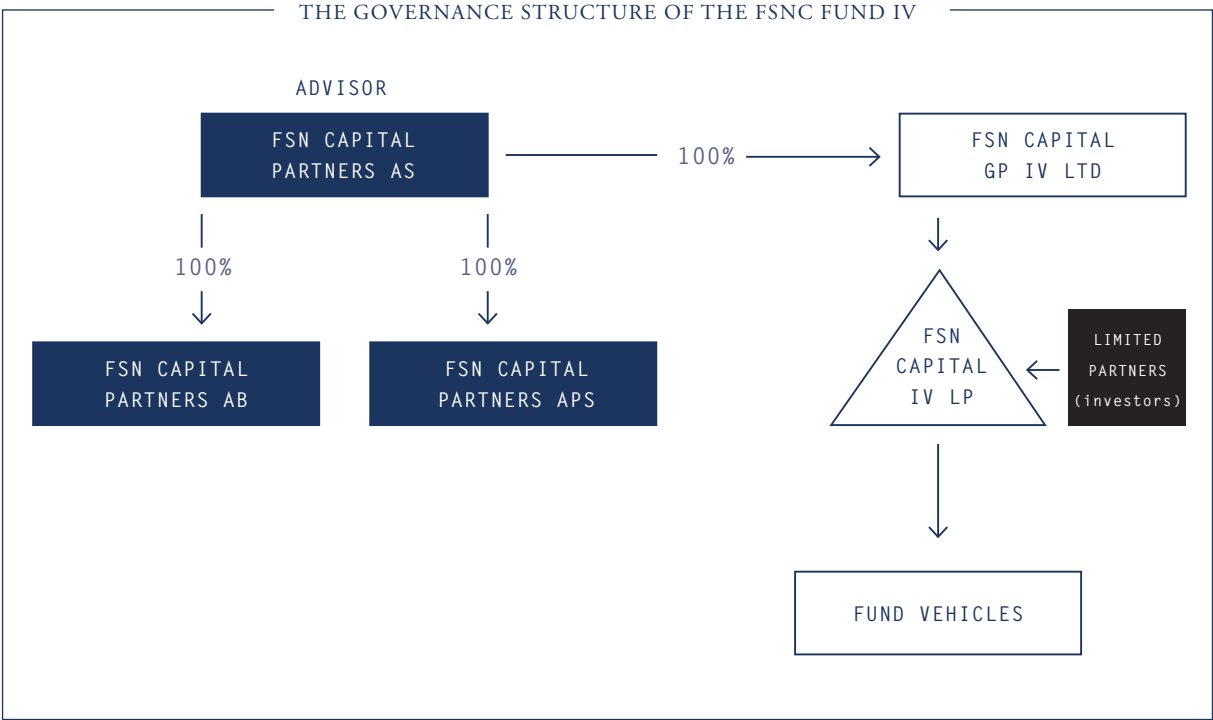 THE GOVERNANCE STRUCTURE OF THE FSNC FUND IV
ADVISOR
FSN CAPITAL
PARTNERS AS
100%
FSN CAPITAL
GP IV LTD
100%
100%
FSN CAPITAL
PARTNERS AB
FSN CAPITAL
PARTNERS APS
FSN
CAPITAL
IV LP
LIMITED
PARTNERS
(investors)
FUND VEHICLES